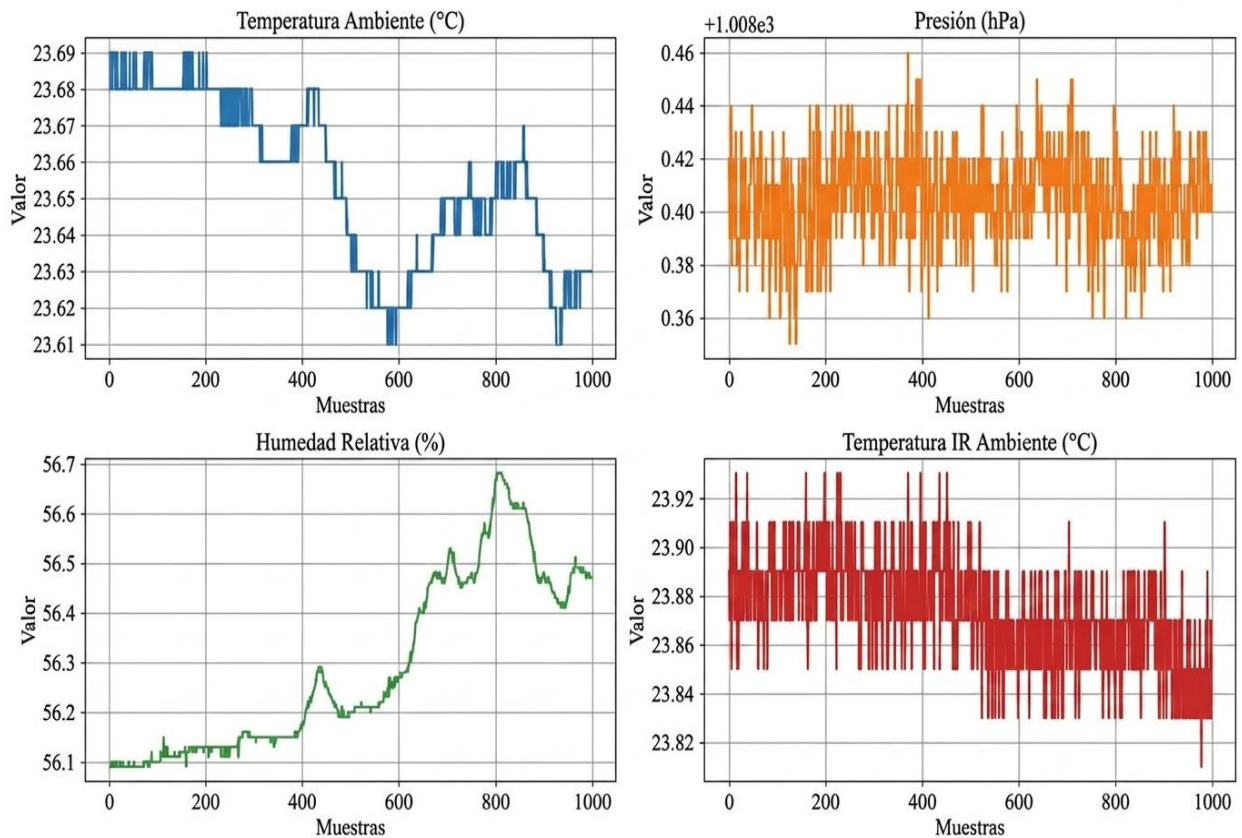 Temperatura Ambiente (°C)
Valor
23.69
23.68
23.67
23.66
23.65
23.64
23.63
23.62
23.61
0 200 400 600 800 1000
Muestras
+1.008e3
Presión (hPa)
Valor
0.46
0.44
0.42
0.40
0.38
0.36
0 200 400 600 800 1000
Muestras
Humedad Relativa (%)
Valor
56.7
56.6
56.5
56.4
56.3
56.2
56.1
0 200 400 600 800 1000
Muestras
Temperatura IR Ambiente (°C)
Valor
23.92
23.90
23.88
23.86
23.84
23.82
0 200 400 600 800 1000
Muestras